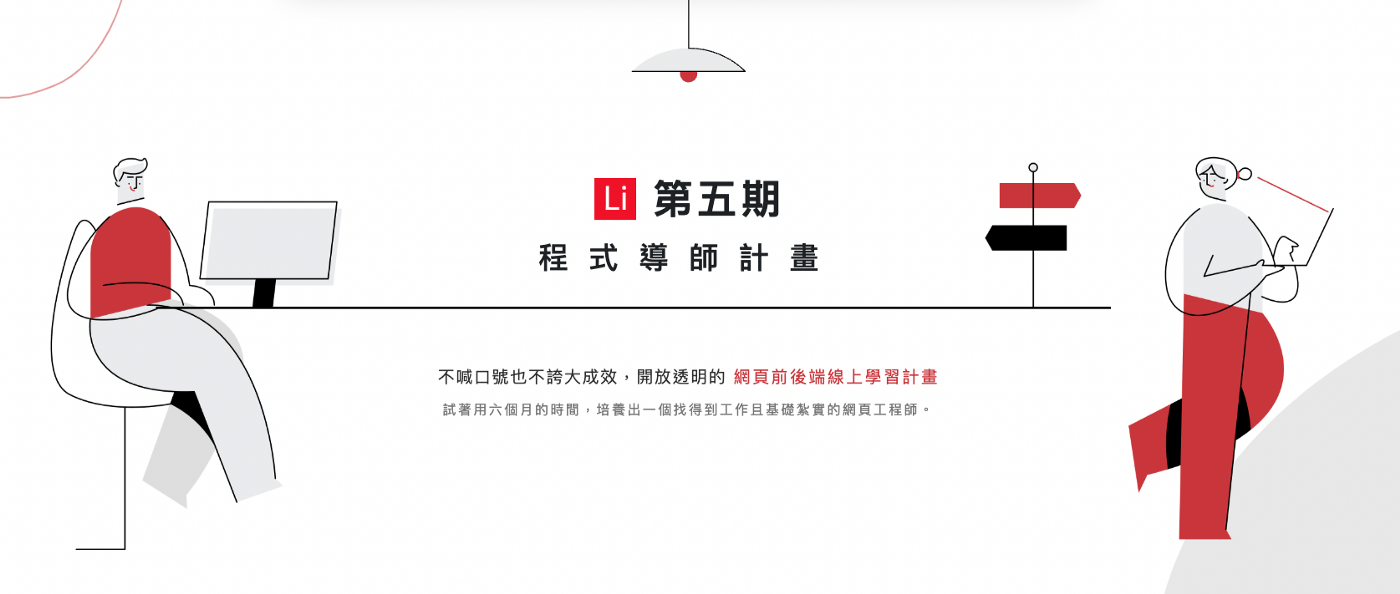 Li 第五期
程式導師計畫
不喊口號也不誇大成效，開放透明的 網頁前後端線上學習計畫
試著用六個月的時間，培養出一個找得到工作且基礎紮實的網頁工程師。